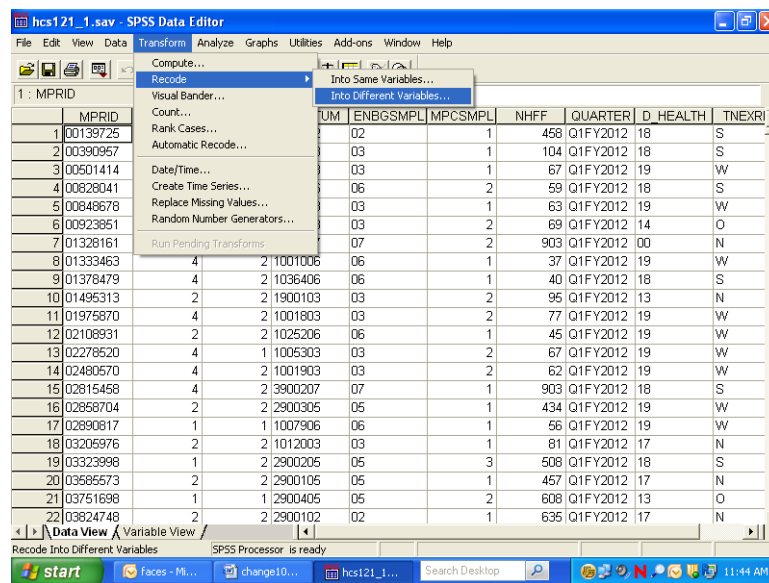 hcs121_1.sav - SPSS Data Editor
File Edit View Data Transform Analyze Graphs Utilities Add-ons Window Help
Compute...
Recode
Visual Bander...
Count...
Rank Cases...
Automatic Recode...
Date/Time...
Create Time Series...
Replace Missing Values...
Random Number Generators...
Run Pending Transforms
Into Same Variables...
Into Different Variables...
1 : MPRID
MPRID TUM ENBGSMPL MPCSMPL NHFF QUARTER D_HEALTH TNEXR
1 00139725 02 1 458 Q1FY2012 18 S
2 00390957 03 1 104 Q1FY2012 18 S
3 00501414 03 1 67 Q1FY2012 19 W
4 00828041 06 2 59 Q1FY2012 18 S
5 00848678 03 1 63 Q1FY2012 19 W
6 00923851 03 2 69 Q1FY2012 14 O
7 01328161 07 2 903 Q1FY2012 00 N
8 01333463 4 2 1001006 06 1 37 Q1FY2012 19 W
9 01378479 4 2 1036406 06 1 40 Q1FY2012 18 S
10 01495313 2 2 1900103 03 2 95 Q1FY2012 13 N
11 01975870 4 2 1001803 03 2 77 Q1FY2012 19 W
12 02108931 2 2 1025206 06 1 45 Q1FY2012 19 W
13 02278520 4 1 1005303 03 2 67 Q1FY2012 19 W
14 02480570 4 2 1001903 03 2 62 Q1FY2012 19 W
15 02815458 4 2 3900207 07 1 903 Q1FY2012 18 S
16 02858704 2 2 2900305 05 1 434 Q1FY2012 19 W
17 02890817 1 1 1007906 06 1 56 Q1FY2012 19 W
18 03205976 2 2 1012003 03 1 81 Q1FY2012 17 N
19 03323998 1 2 2900205 05 3 508 Q1FY2012 18 S
20 03585573 2 2 2900105 05 1 457 Q1FY2012 17 N
21 03751698 1 1 2900405 05 2 608 Q1FY2012 13 O
22 03824748 2 2 2900102 02 1 635 Q1FY2012 17 N
Data View Variable View
Recode Into Different Variables SPSS Processor is ready
start faces - Mi... change10... hcs121_1... Search Desktop 11:44 AM